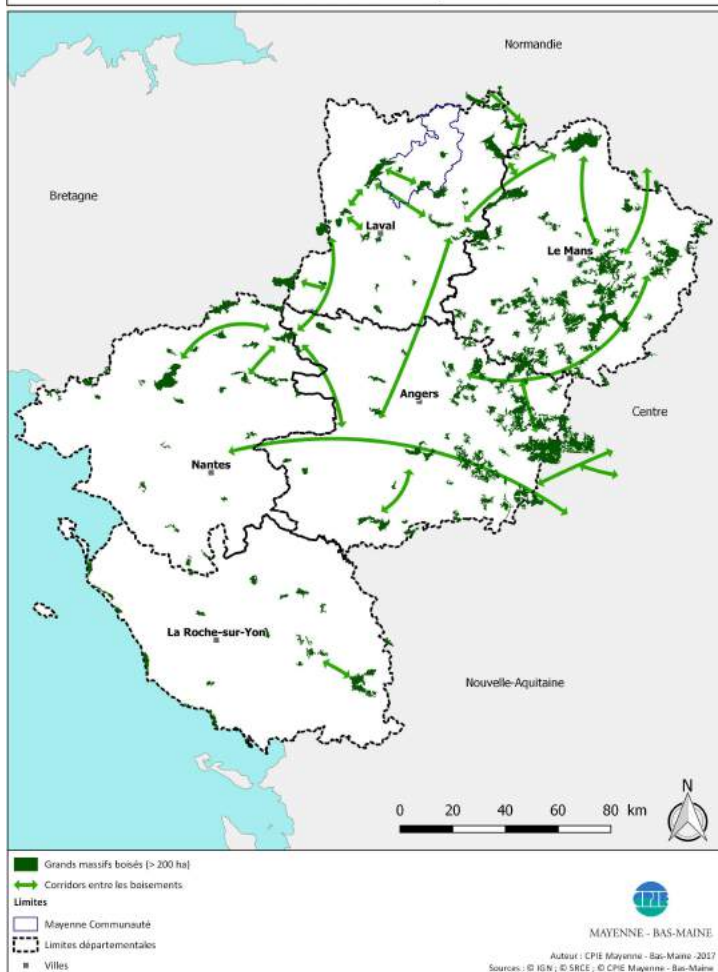 Normandie
Bretagne
Laval
Le Mans
Angers
Centre
Nantes
La Roche-sur-Yon
Nouvelle-Aquitaine
N
0 20 40 60 80 km
Grands massifs boisés (> 200 ha)
Corridors entre les boisements
Limites
Mayenne Communauté
Limites départementales
Villes
CPIE
MAYENNE - BAS-MAINE
Auteur : CPIE Mayenne - Bas-Maine -2017
Sources : © IGN ; © SRCE ; © CPIE Mayenne - Bas-Maine